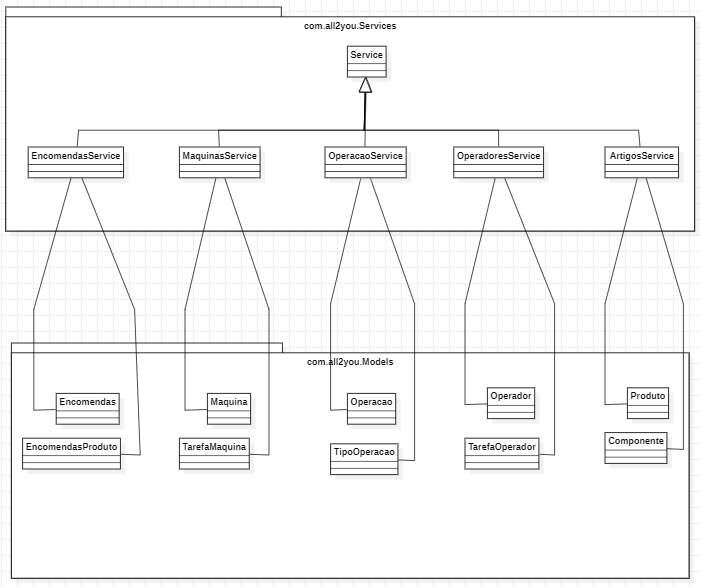 com.all2you.Services
Service
EncomendasService
MaquinasService
OperacaoService
OperadoresService
ArtigosService
com.all2you.Models
Encomendas
Maquina
Operacao
Operador
Produto
EncomendasProduto
TarefaMaquina
TipoOperacao
TarefaOperador
Componente